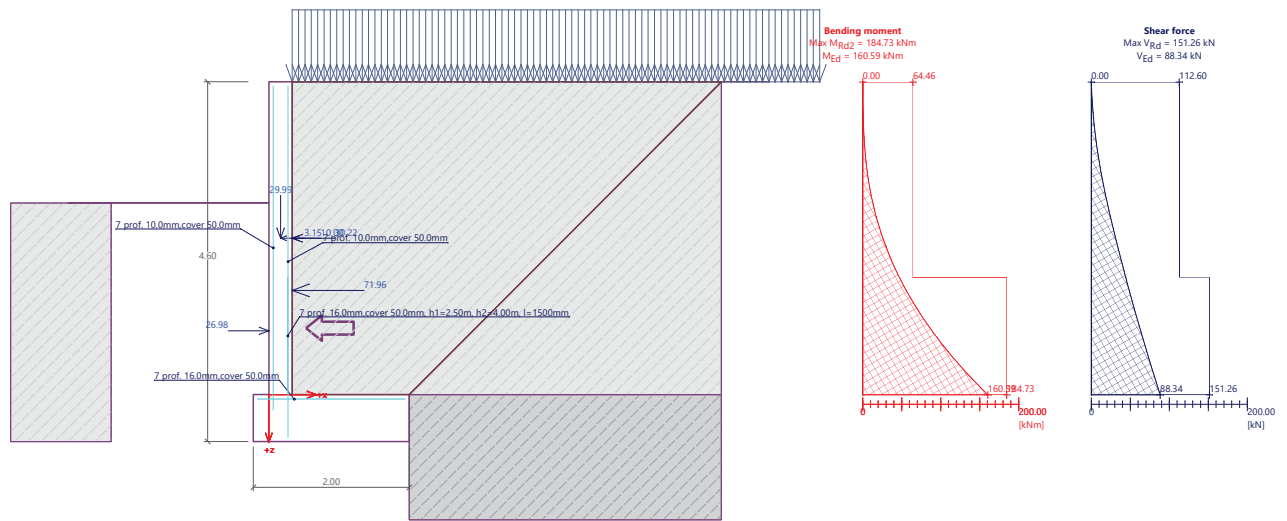 Bending moment
Max MRd2 = 184.73 kNm
MEd = 160.59 kNm
Shear force
Max VRd = 151.26 kN
VEd = 88.34 kN
0.00
64.46
0.00
112.60
29.99
7 prof. 10.0mm,cover 50.0mm
3.15
7 prof. 10.0mm,cover 50.0mm
4.60
71.96
7 prof. 16.0mm,cover 50.0mm, h1=2.50m, h2=4.00m, l=1500mm
26.98
7 prof. 16.0mm,cover 50.0mm
+x
160.59
184.73
88.34
151.26
0
200.00
[kNm]
0
200.00
[kN]
+z
2.00